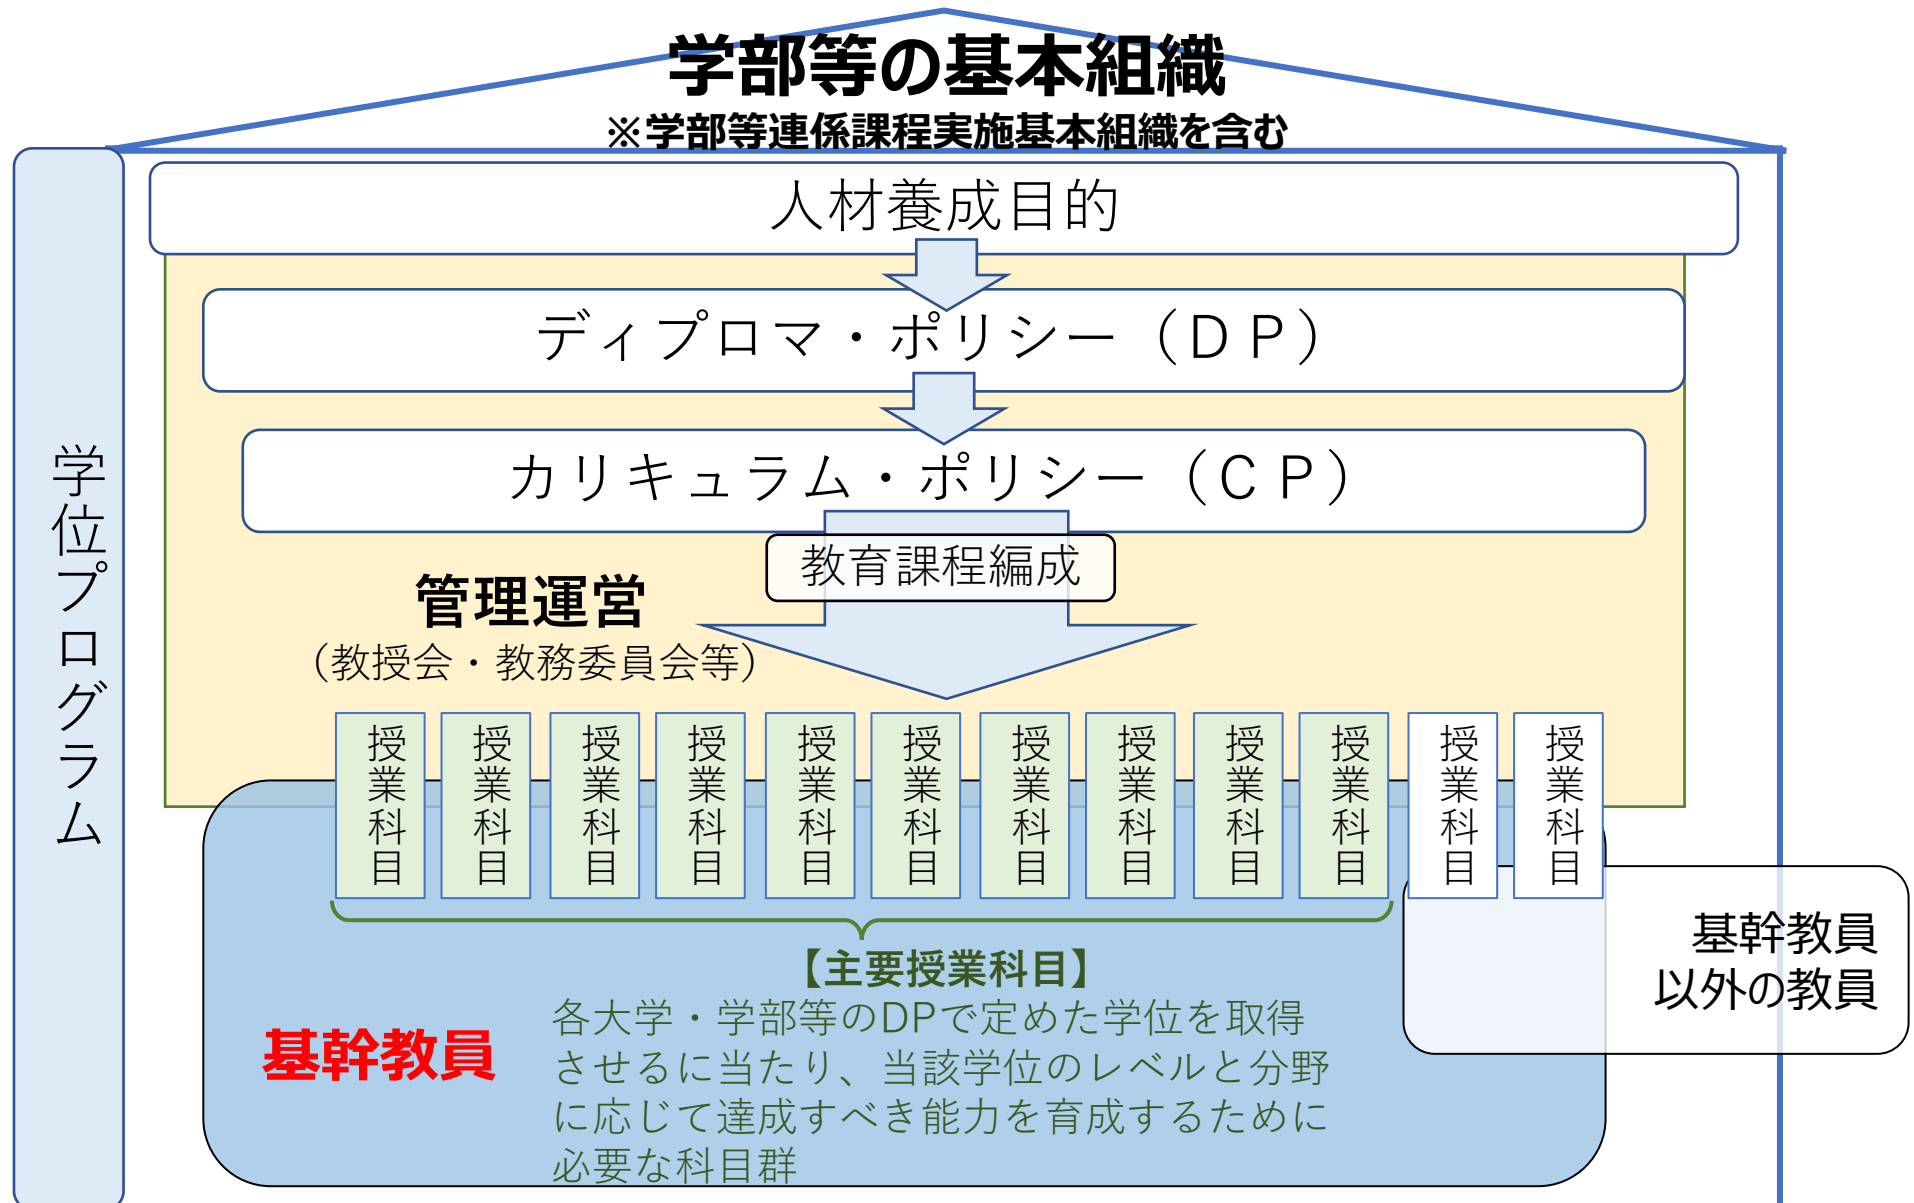 学部等の基本組織
※学部等連係課程実施基本組織を含む
学位プログラム
人材養成目的
ディプロマ・ポリシー（ＤＰ）
カリキュラム・ポリシー（ＣＰ）
教育課程編成
管理運営
（教授会・教務委員会等）
授業科目
授業科目
授業科目
授業科目
授業科目
授業科目
授業科目
授業科目
授業科目
授業科目
授業科目
授業科目
【主要授業科目】
各大学・学部等のDPで定めた学位を取得
させるに当たり、当該学位のレベルと分野
に応じて達成すべき能力を育成するために
必要な科目群
基幹教員
基幹教員
以外の教員